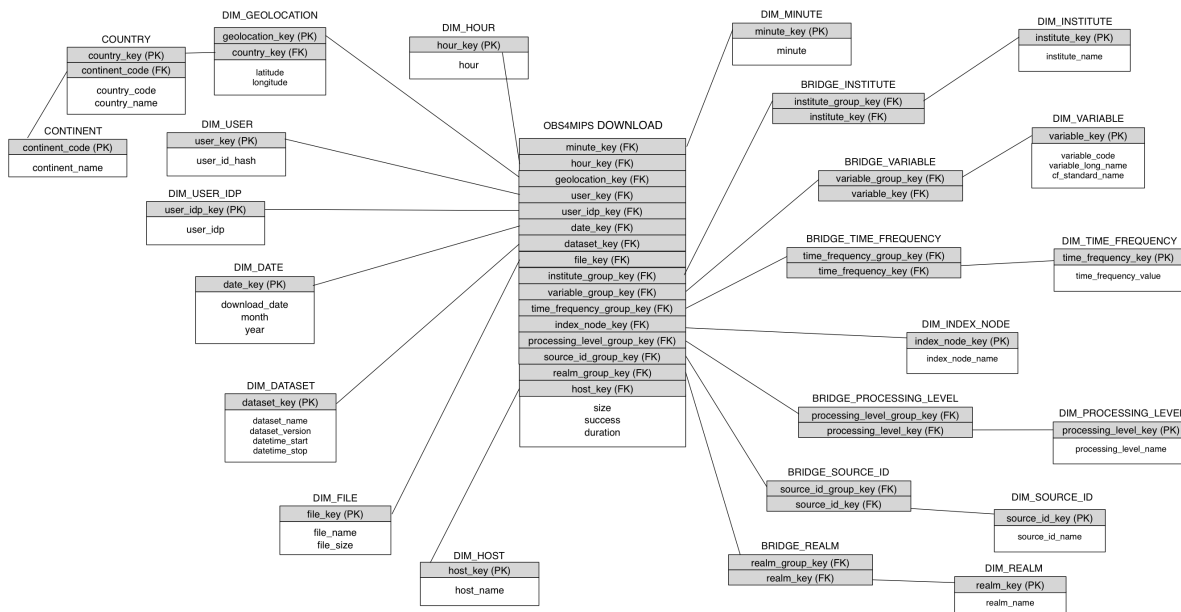 DIM_GEOLOCATION
geolocation_key (PK)
country_key (FK)
latitude
longitude
COUNTRY
country_key (PK)
continent_code (FK)
country_code
country_name
CONTINENT
continent_code (PK)
continent_name
DIM_HOUR
hour_key (PK)
hour
DIM_MINUTE
minute_key (PK)
minute
DIM_INSTITUTE
institute_key (PK)
institute_name
BRIDGE_INSTITUTE
institute_group_key (FK)
institute_key (FK)
DIM_USER
user_key (PK)
user_id_hash
DIM_USER_IDP
user_idp_key (PK)
user_idp
DIM_DATE
date_key (PK)
download_date
month
year
DIM_DATASET
dataset_key (PK)
dataset_name
dataset_version
datetime_start
datetime_stop
DIM_FILE
file_key (PK)
file_name
file_size
DIM_HOST
host_key (PK)
host_name
OBS4MIPS DOWNLOAD
minute_key (FK)
hour_key (FK)
geolocation_key (FK)
user_key (FK)
user_idp_key (FK)
date_key (FK)
dataset_key (FK)
file_key (FK)
institute_group_key (FK)
variable_group_key (FK)
time_frequency_group_key (FK)
index_node_key (FK)
processing_level_group_key (FK)
source_id_group_key (FK)
realm_group_key (FK)
host_key (FK)
size
success
duration
DIM_VARIABLE
variable_key (PK)
variable_code
variable_long_name
cf_standard_name
BRIDGE_VARIABLE
variable_group_key (FK)
variable_key (FK)
BRIDGE_TIME_FREQUENCY
time_frequency_group_key (FK)
time_frequency_key (FK)
DIM_TIME_FREQUENCY
time_frequency_key (PK)
time_frequency_value
DIM_INDEX_NODE
index_node_key (PK)
index_node_name
BRIDGE_PROCESSING_LEVEL
processing_level_group_key (FK)
processing_level_key (FK)
DIM_PROCESSING_LEVEL
processing_level_key (PK)
processing_level_name
BRIDGE_SOURCE_ID
source_id_group_key (FK)
source_id_key (FK)
DIM_SOURCE_ID
source_id_key (PK)
source_id_name
BRIDGE_REALM
realm_group_key (FK)
realm_key (FK)
DIM_REALM
realm_key (PK)
realm_name